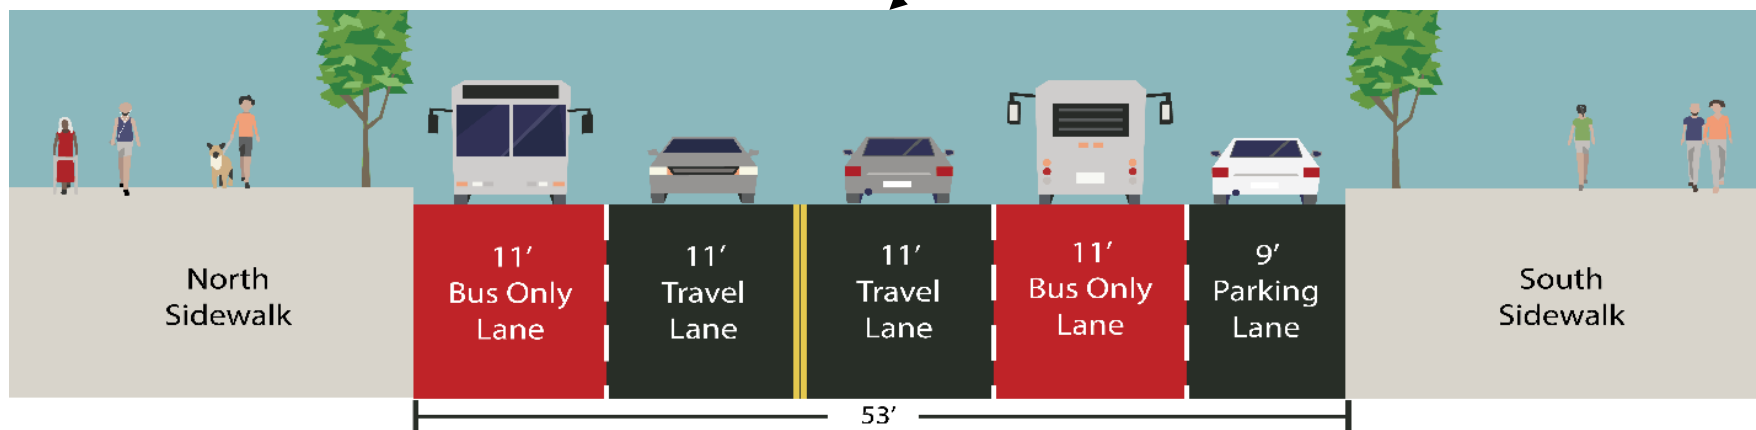 North
Sidewalk
11′
Bus Only
Lane
11′
Travel
Lane
11′
Travel
Lane
11′
Bus Only
Lane
9′
Parking
Lane
South
Sidewalk
53′